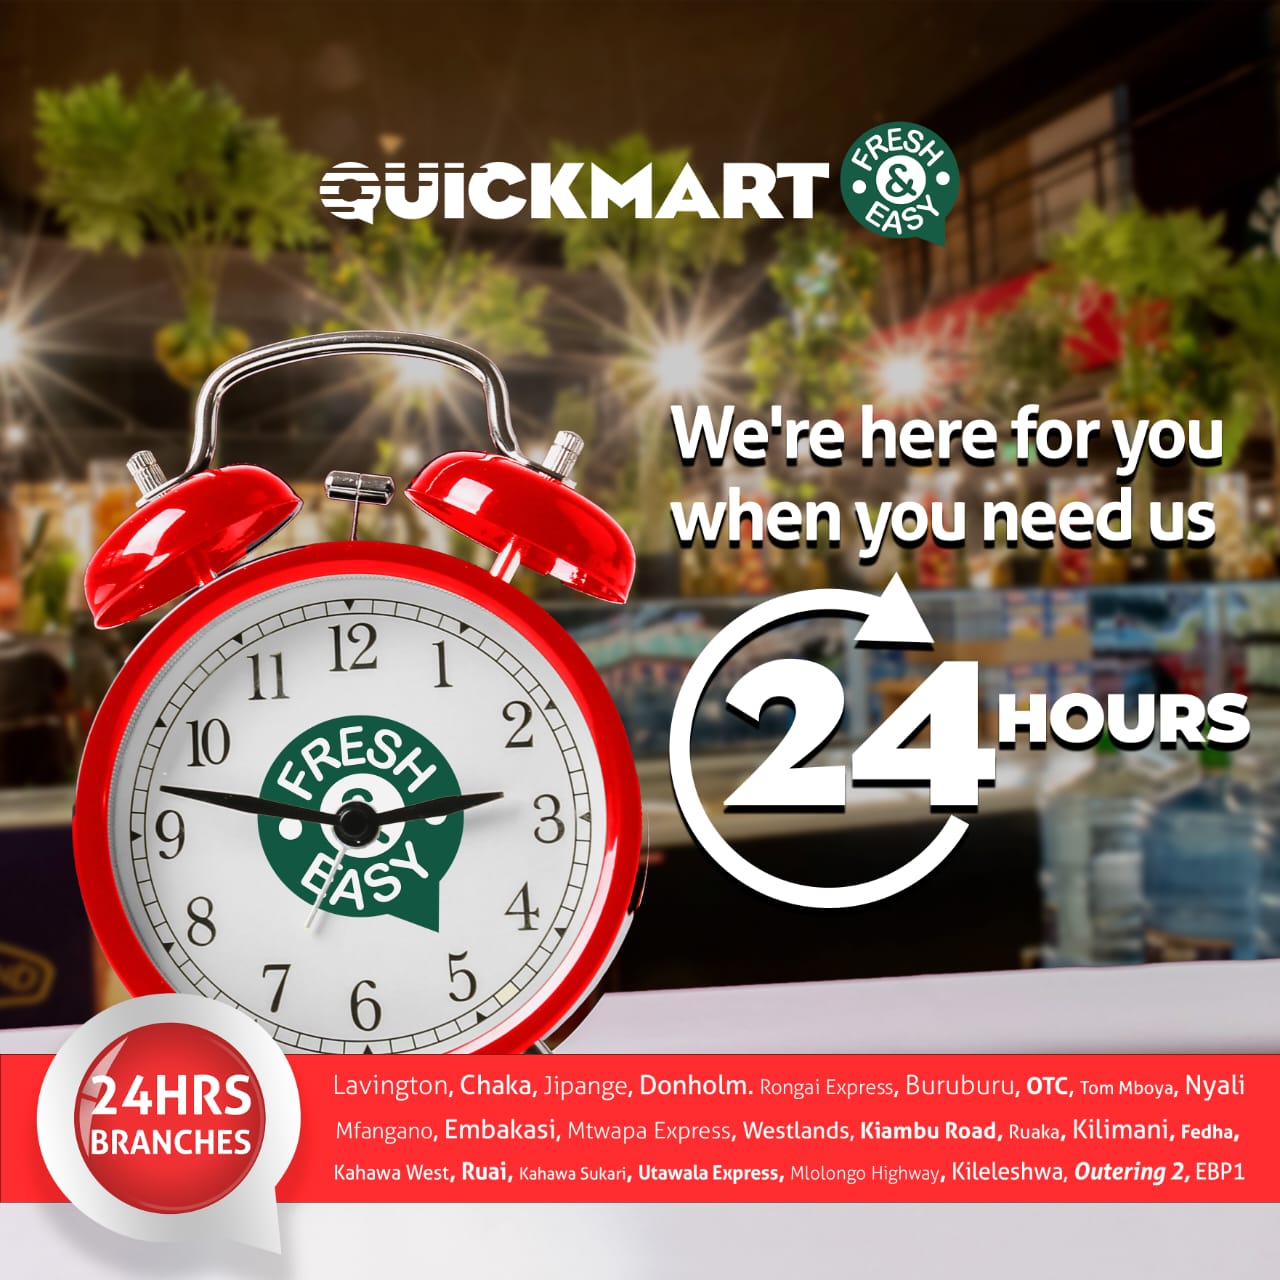 QUICKMART
FRESH
&
EASY
We're here for you
when you need us
24 HOURS
12
1
2
3
4
5
6
7
8
9
10
11
FRESH
&
EASY
24HRS
BRANCHES
Lavington, Chaka, Jipange, Donholm. Rongai Express, Buruburu, OTC, Tom Mboya, Nyali
Mfangano, Embakasi, Mtwapa Express, Westlands, Kiambu Road, Ruaka, Kilimani, Fedha,
Kahawa West, Ruai, Kahawa Sukari, Utawala Express, Mlolongo Highway, Kileleshwa, Outering 2, EBP1